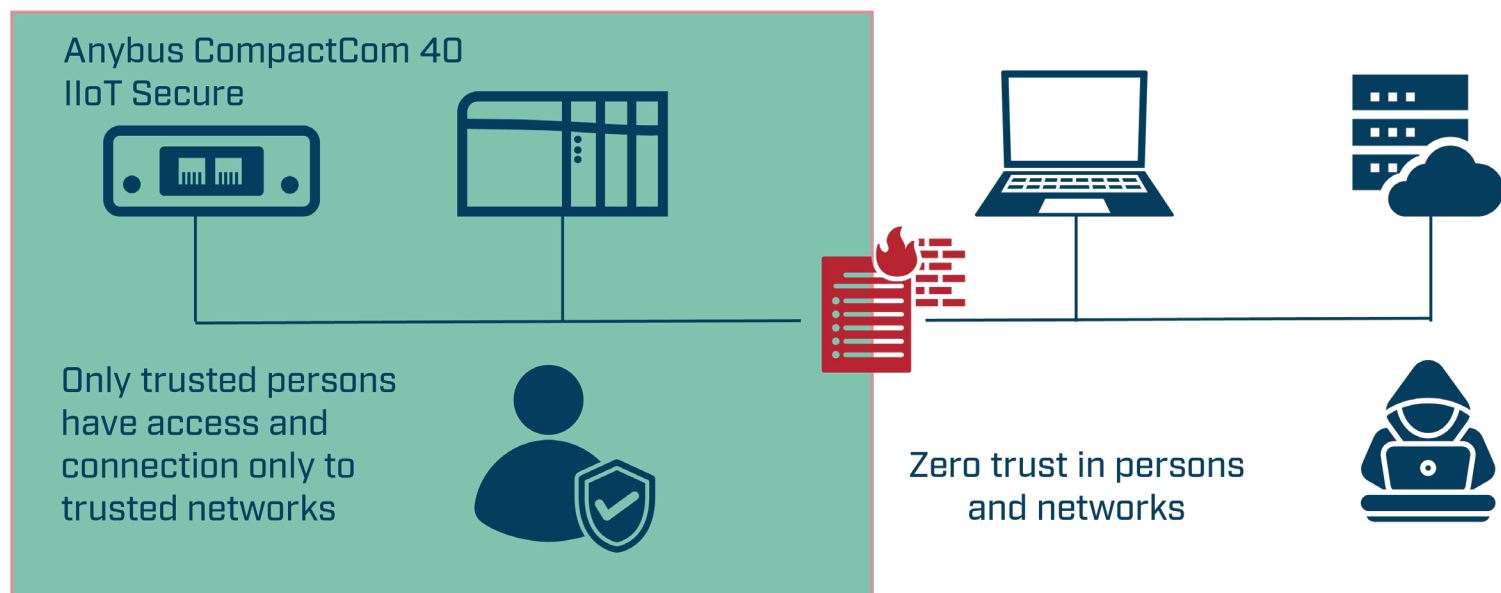 Anybus CompactCom 40
IIoT Secure
Only trusted persons
have access and
connection only to
trusted networks
Zero trust in persons
and networks